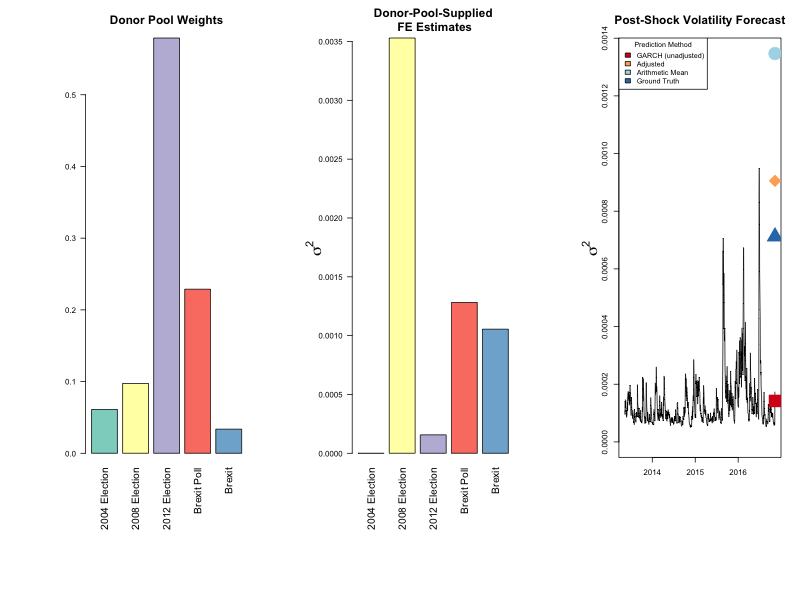 Donor Pool Weights
0.5
0.4
0.3
0.2
0.1
0.0
2004 Election
2008 Election
2012 Election
Brexit Poll
Brexit
Donor-Pool-Supplied
FE Estimates
σ²
0.0035
0.0030
0.0025
0.0020
0.0015
0.0010
0.0005
0.0000
2004 Election
2008 Election
2012 Election
Brexit Poll
Brexit
Post-Shock Volatility Forecast
σ²
0.0014
0.0012
0.0010
0.0008
0.0006
0.0004
0.0002
0.0000
Prediction Method
GARCH (unadjusted)
Adjusted
Arithmetic Mean
Ground Truth
2014
2015
2016